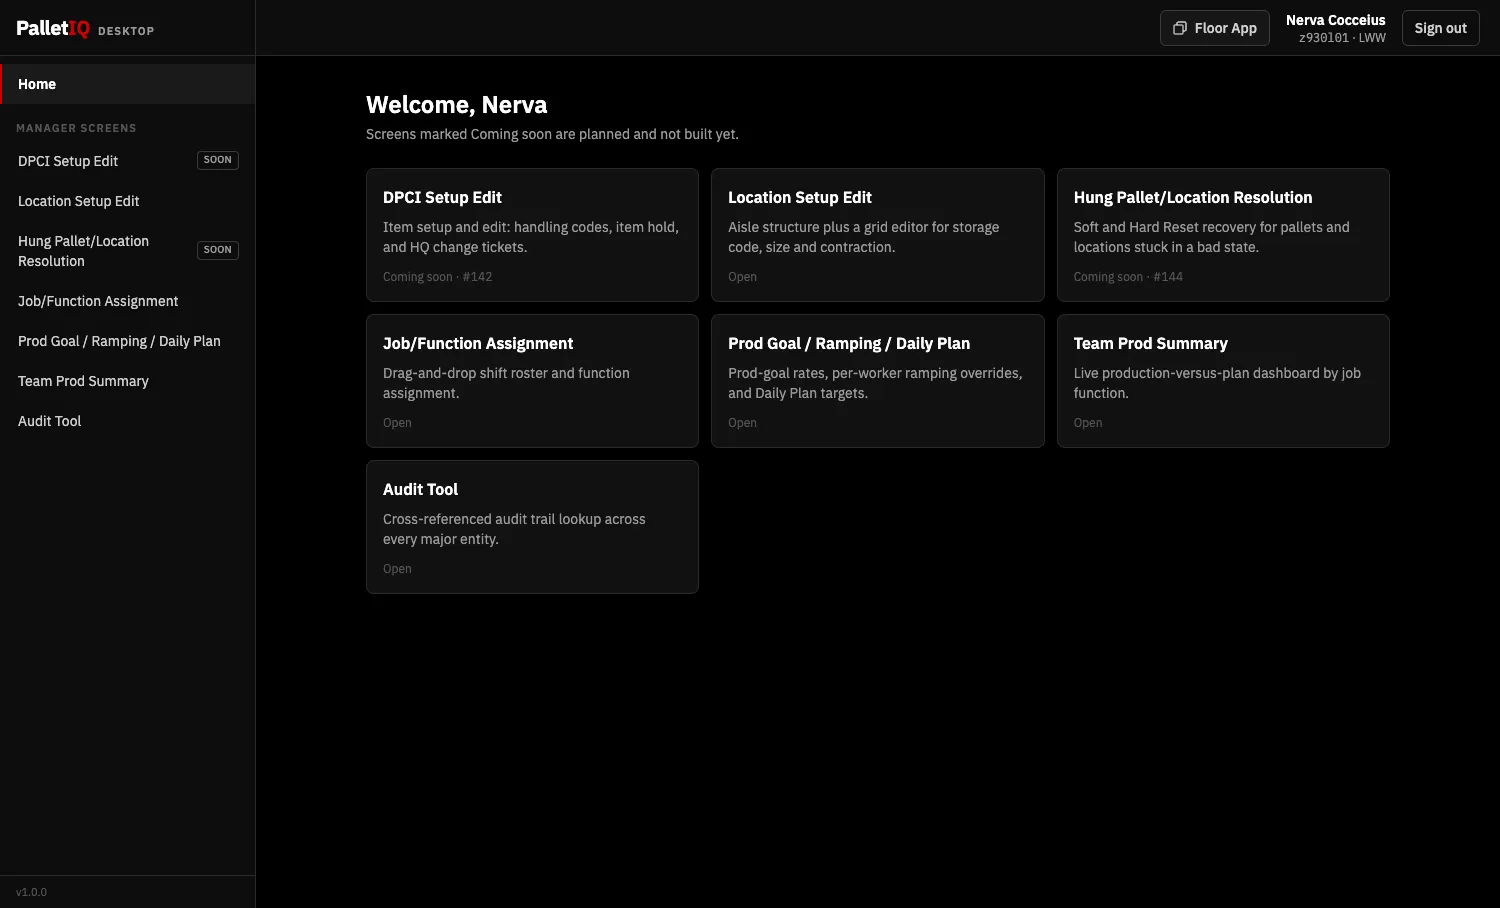 PalletIQ DESKTOP
Floor App
Nerva Cocceius
z930l01 · LWW
Sign out
Home
MANAGER SCREENS
DPCI Setup Edit SOON
Location Setup Edit
Hung Pallet/Location
Resolution
SOON
Job/Function Assignment
Prod Goal / Ramping / Daily Plan
Team Prod Summary
Audit Tool
v1.0.0
Welcome, Nerva
Screens marked Coming soon are planned and not built yet.
DPCI Setup Edit
Item setup and edit: handling codes, item hold,
and HQ change tickets.
Coming soon · #142
Location Setup Edit
Aisle structure plus a grid editor for storage
code, size and contraction.
Open
Hung Pallet/Location Resolution
Soft and Hard Reset recovery for pallets and
locations stuck in a bad state.
Coming soon · #144
Job/Function Assignment
Drag-and-drop shift roster and function
assignment.
Open
Prod Goal / Ramping / Daily Plan
Prod-goal rates, per-worker ramping overrides,
and Daily Plan targets.
Open
Team Prod Summary
Live production-versus-plan dashboard by job
function.
Open
Audit Tool
Cross-referenced audit trail lookup across
every major entity.
Open